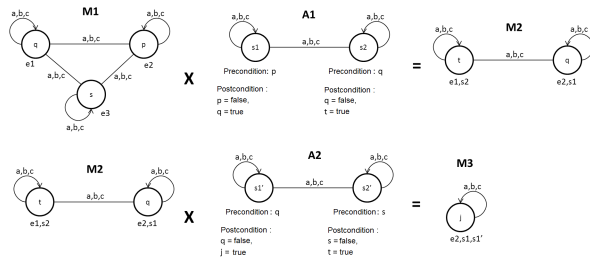 M1
A1
M2
a,b,c
a,b,c
a,b,c
a,b,c
a,b,c
a,b,c
q
a,b,c
p
s1
a,b,c
s2
t
a,b,c
q
e1
e2
e1,s2
e2,s1
a,b,c
a,b,c
Precondition: p
Precondition : q
X
=
s
e3
a,b,c
Postcondition :
p = false,
q = true
Postcondition :
q = false,
t = true
M2
A2
M3
a,b,c
a,b,c
a,b,c
a,b,c
a,b,c
t
a,b,c
q
s1'
a,b,c
s2'
j
e1,s2
e2,s1
X
Precondition : q
Precondition : s
=
e2,s1,s1'
Postcondition :
q = false,
j = true
Postcondition :
s = false,
t = true